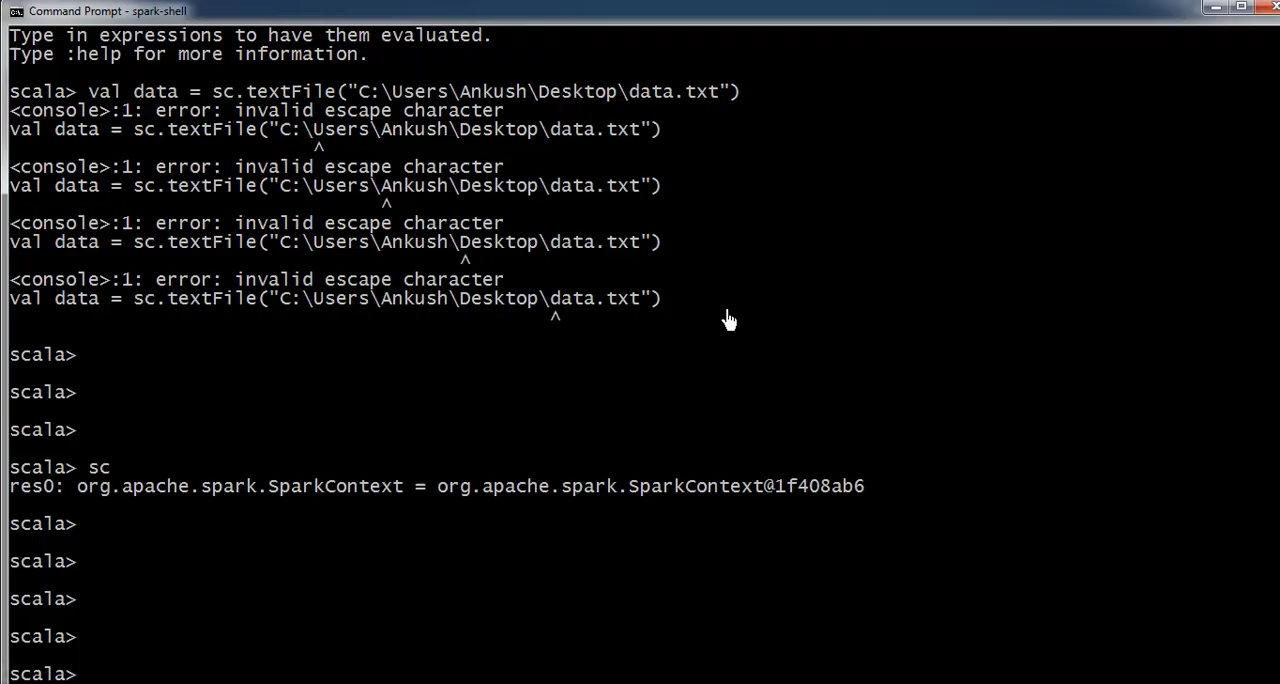 Command Prompt - spark-shell
Type in expressions to have them evaluated.
Type :help for more information.
scala> val data = sc.textFile("C:\Users\Ankush\Desktop\data.txt")
<console>:1: error: invalid escape character
val data = sc.textFile("C:\Users\Ankush\Desktop\data.txt")
^
<console>:1: error: invalid escape character
val data = sc.textFile("C:\Users\Ankush\Desktop\data.txt")
^
<console>:1: error: invalid escape character
val data = sc.textFile("C:\Users\Ankush\Desktop\data.txt")
^
<console>:1: error: invalid escape character
val data = sc.textFile("C:\Users\Ankush\Desktop\data.txt")
^
scala>
scala>
scala>
scala> sc
res0: org.apache.spark.SparkContext = org.apache.spark.SparkContext@1f408ab6
scala>
scala>
scala>
scala>
scala>